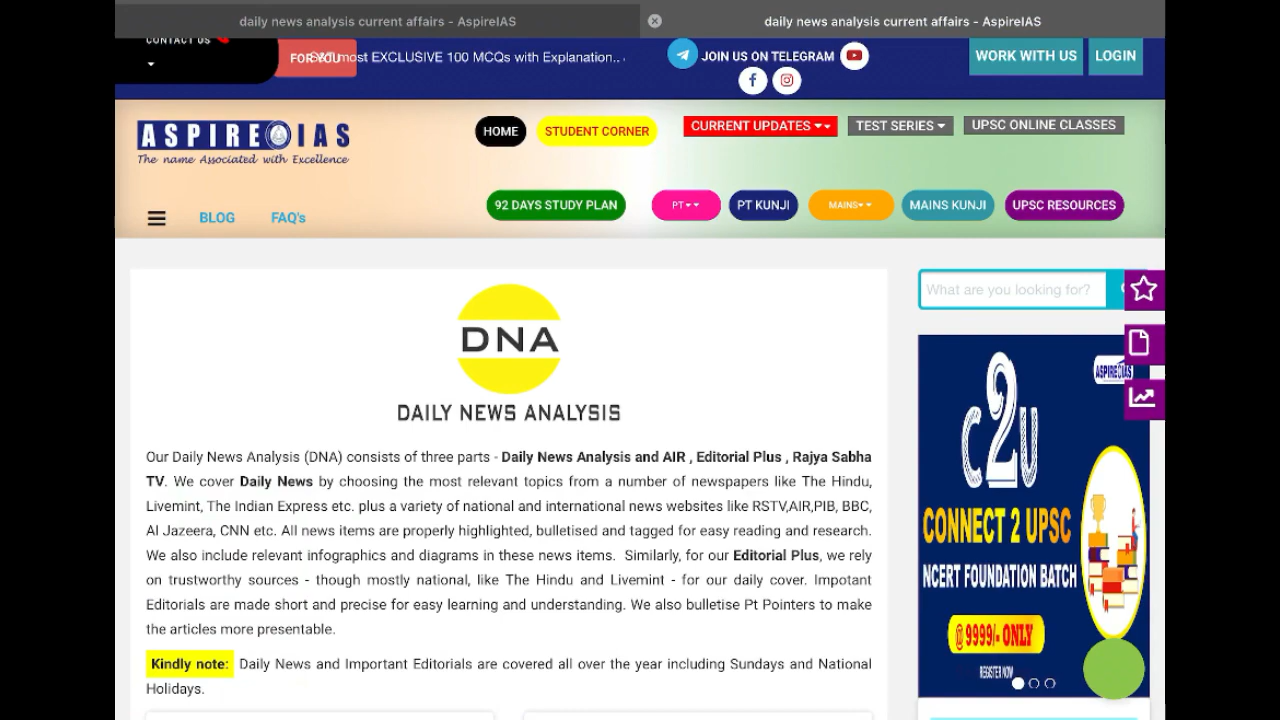 daily news analysis current affairs - AspireIAS
daily news analysis current affairs - AspireIAS
CONTACT US
FOR YOU
most EXCLUSIVE 100 MCQs with Explanation..
JOIN US ON TELEGRAM
WORK WITH US
LOGIN
ASPIRE IAS
The name Associated with Excellence
HOME
STUDENT CORNER
CURRENT UPDATES
TEST SERIES
UPSC ONLINE CLASSES
92 DAYS STUDY PLAN
PT
PT KUNJI
MAINS
MAINS KUNJI
UPSC RESOURCES
BLOG
FAQ's
What are you looking for?
DNA
DAILY NEWS ANALYSIS
Our Daily News Analysis (DNA) consists of three parts - Daily News Analysis and AIR , Editorial Plus , Rajya Sabha
TV. We cover Daily News by choosing the most relevant topics from a number of newspapers like The Hindu,
Livemint, The Indian Express etc. plus a variety of national and international news websites like RSTV,AIR,PIB, BBC,
Al Jazeera, CNN etc. All news items are properly highlighted, bulletised and tagged for easy reading and research.
We also include relevant infographics and diagrams in these news items. Similarly, for our Editorial Plus, we rely
on trustworthy sources - though mostly national, like The Hindu and Livemint - for our daily cover. Impotant
Editorials are made short and precise for easy learning and understanding. We also bulletise Pt Pointers to make
the articles more presentable.
Kindly note: Daily News and Important Editorials are covered all over the year including Sundays and National
Holidays.
ASPIRE IAS
C2U
CONNECT 2 UPSC
NCERT FOUNDATION BATCH
@ 9999/- ONLY
REGISTER NOW